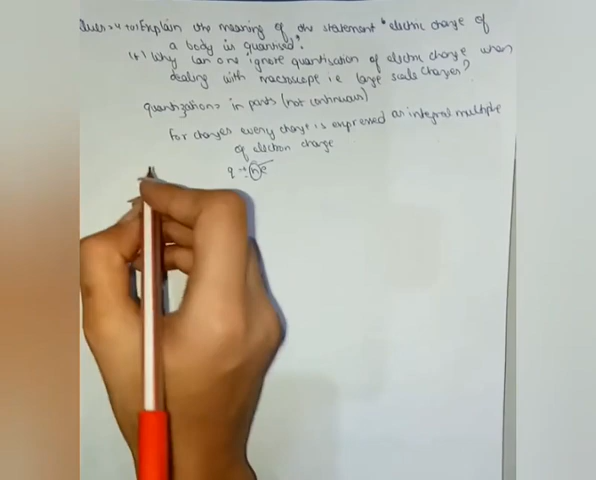 Ques:4 (a) Explain the meaning of the statement "electric charge of
a body is quantised".
(b) Why can one ignore quantisation of electric charge when
dealing with macroscopic i.e large scale charges?
quantization = in parts (not continuous)
for charges every charge is expressed as integral multiple
of electron charge
q = ne